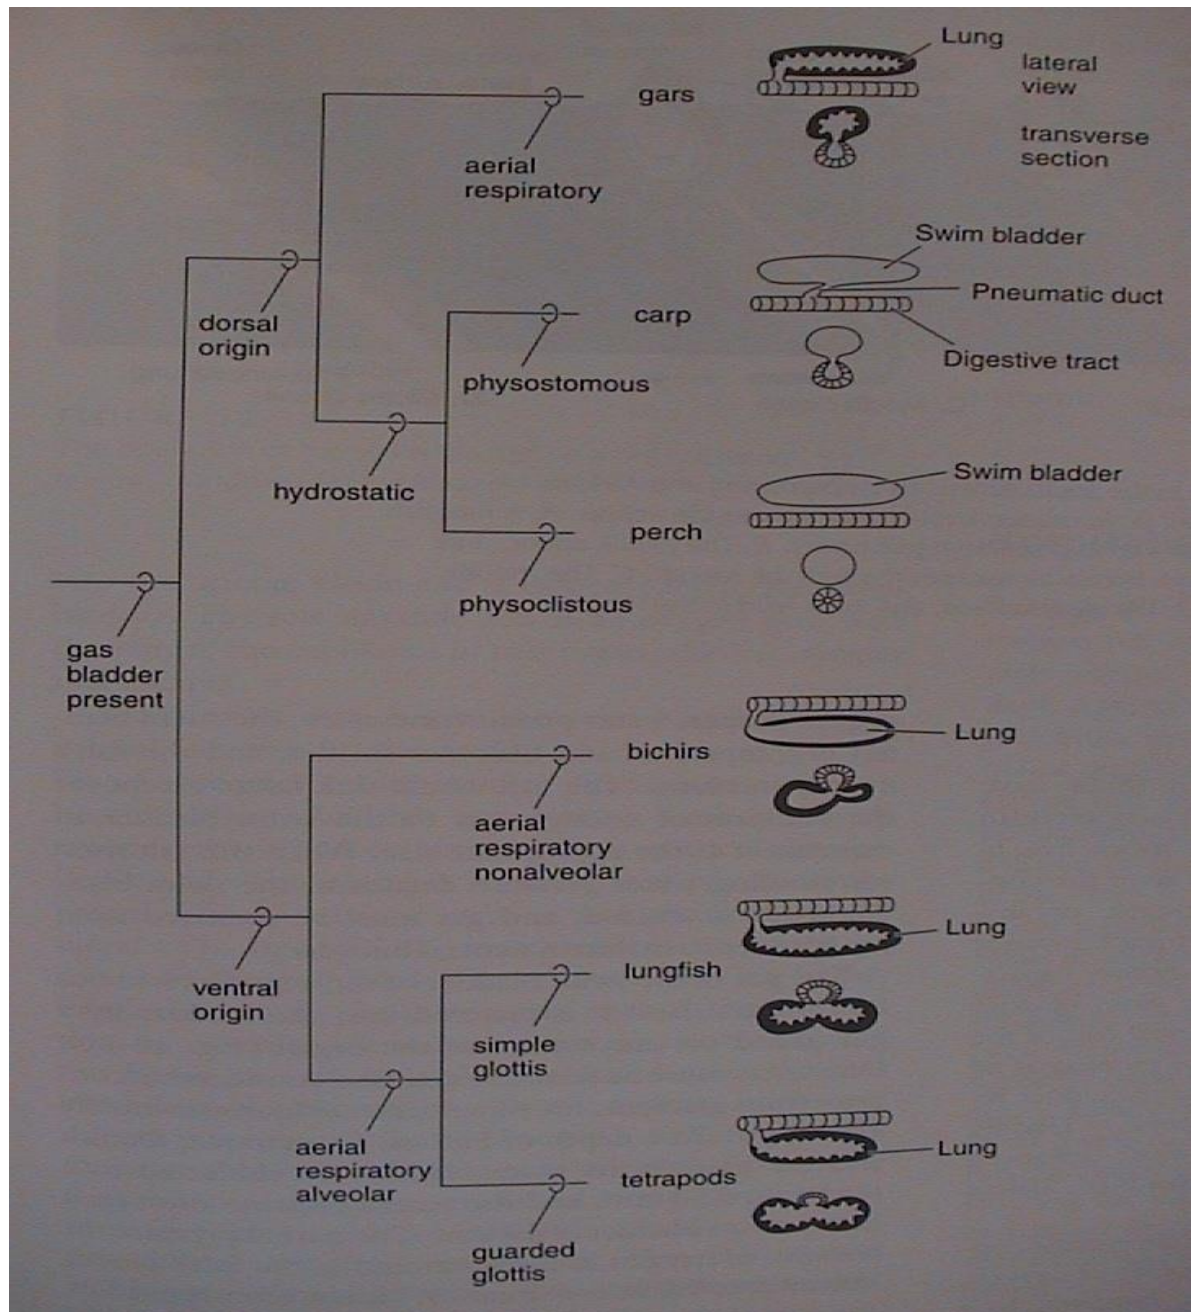 Lung
lateral
view
gars
transverse
section
aerial
respiratory
Swim bladder
Pneumatic duct
carp
dorsal
origin
Digestive tract
physostomous
Swim bladder
hydrostatic
perch
physoclistous
gas
bladder
present
Lung
bichirs
aerial
respiratory
nonalveolar
Lung
lungfish
ventral
origin
simple
glottis
aerial
respiratory
alveolar
Lung
tetrapods
guarded
glottis